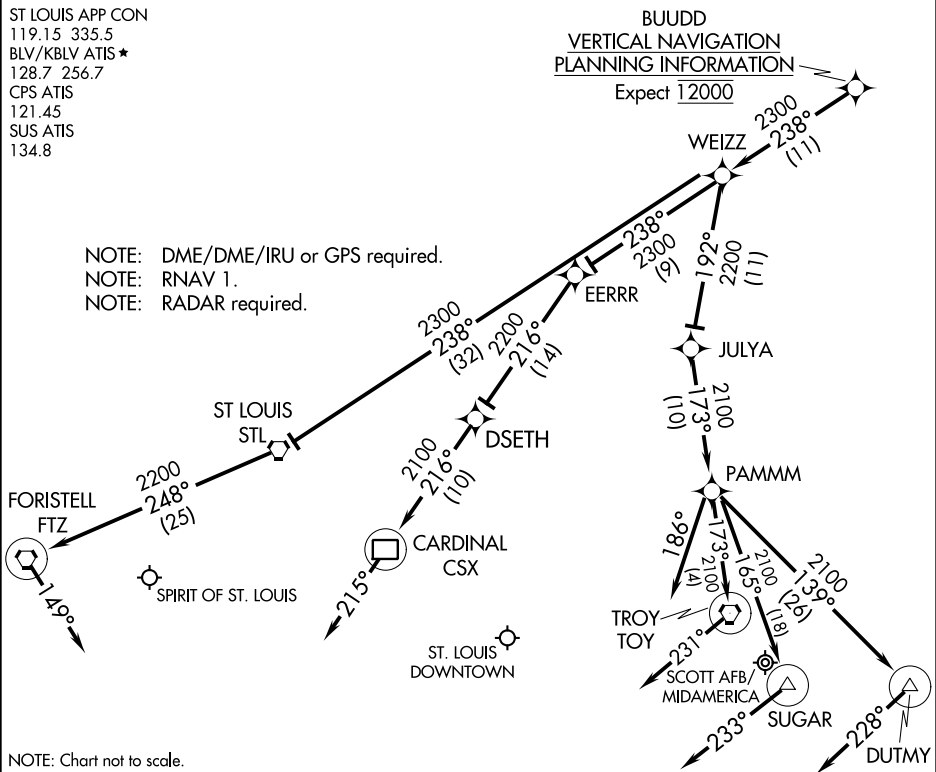 ST LOUIS APP CON
119.15 335.5
BLV/KBLV ATIS★
128.7 256.7
CPS ATIS
121.45
SUS ATIS
134.8
BUUDD
VERTICAL NAVIGATION
PLANNING INFORMATION
Expect 12000
2300
238°
(11)
WEIZZ
NOTE: DME/DME/IRU or GPS required.
NOTE: RNAV 1.
NOTE: RADAR required.
238°
2300
(9)
192°
2200
(11)
EERRR
2300
238°
(32)
2200
216°
(14)
JULYA
ST LOUIS
STL
DSETH
2100
173°
(10)
2100
216°
(10)
PAMMM
2200
248°
(25)
FORISTELL
FTZ
CARDINAL
CSX
186°
173°
2100
(4)
2100
165°
(18)
2100
139°
(26)
149°
SPIRIT OF ST. LOUIS
215°
TROY
TOY
231°
ST. LOUIS
DOWNTOWN
SCOTT AFB/
MIDAMERICA
SUGAR
233°
228°
DUTMY
NOTE: Chart not to scale.